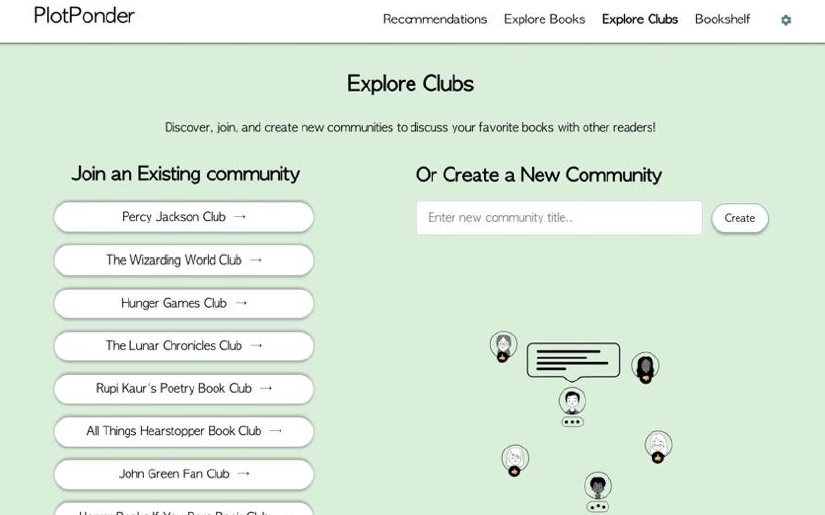 PlotPonder
Recommendations Explore Books Explore Clubs Bookshelf
Explore Clubs
Discover, join, and create new communities to discuss your favorite books with other readers!
Join an Existing community
Percy Jackson Club →
The Wizarding World Club →
Hunger Games Club →
The Lunar Chronicles Club →
Rupi Kaur's Poetry Book Club →
All Things Hearstopper Book Club →
John Green Fan Club →
Or Create a New Community
Enter new community title..
Create